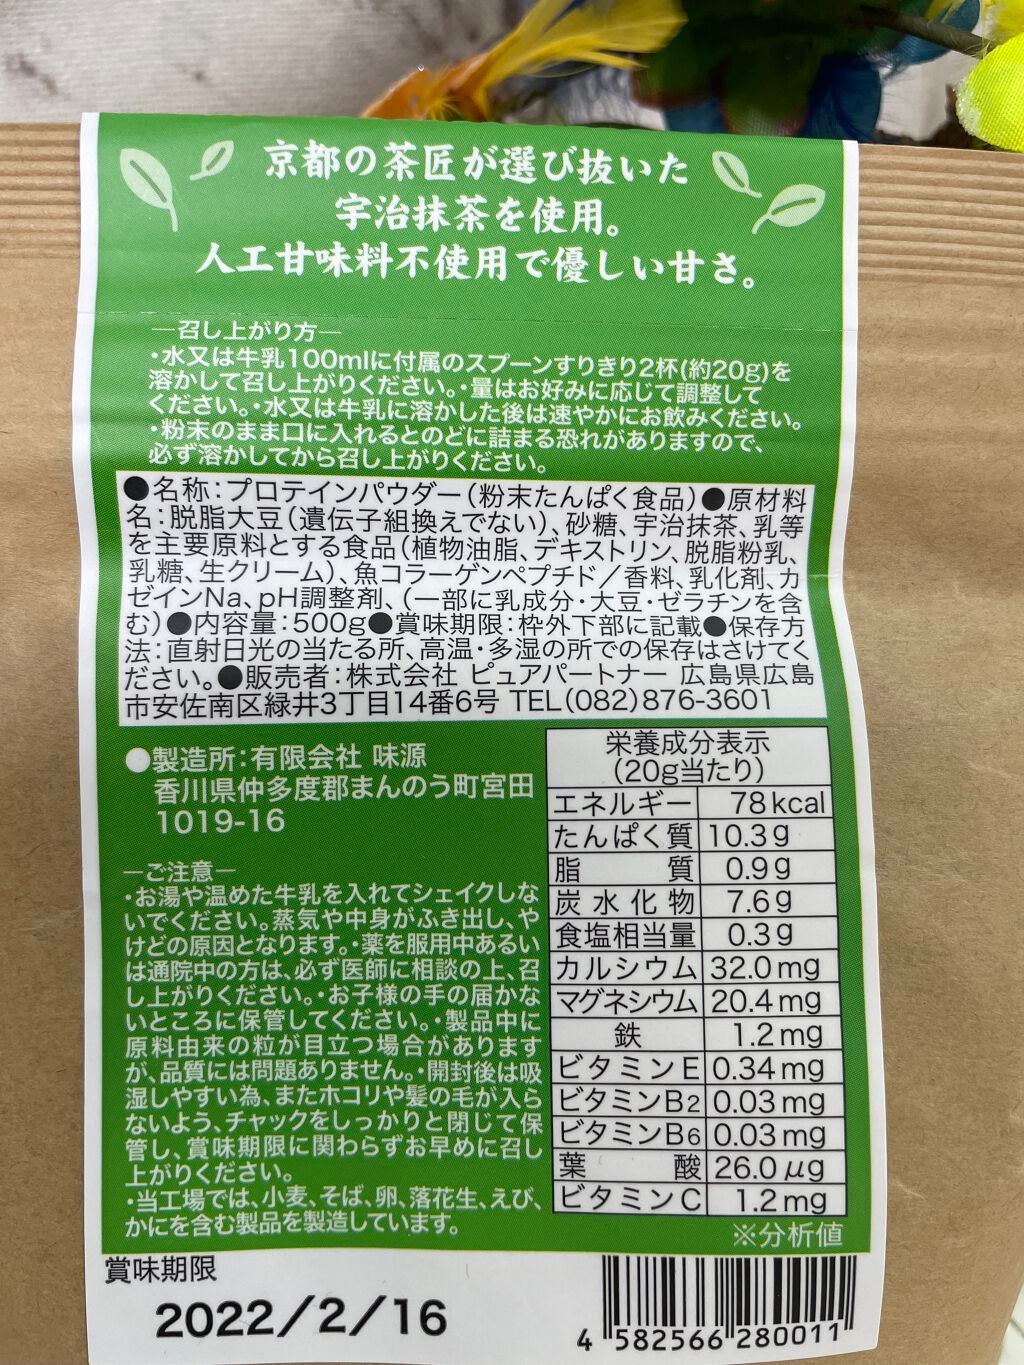 京都の茶匠が選び抜いた
宇治抹茶を使用。
人工甘味料不使用で優しい甘さ。
―召し上がり方―
・水又は牛乳100mlに付属のスプーンすりきり2杯(約20g)を
溶かして召し上がりください。・量はお好みに応じて調整して
ください。・水又は牛乳に溶かした後は速やかにお飲みください。
・粉末のまま口に入れるとのどに詰まる恐れがありますので、
必ず溶かしてから召し上がりください。
●名称：プロテインパウダー（粉末たんぱく食品）●原材料
名：脱脂大豆（遺伝子組換えでない）、砂糖、宇治抹茶、乳等
を主要原料とする食品（植物油脂、デキストリン、脱脂粉乳、
乳糖、生クリーム）、魚コラーゲンペプチド／香料、乳化剤、カ
ゼインNa、pH調整剤、（一部に乳成分・大豆・ゼラチンを含
む）●内容量：500g●賞味期限：枠外下部に記載●保存方
法：直射日光の当たる所、高温・多湿の所での保存はさけてく
ださい。●販売者：株式会社 ピュアパートナー 広島県広島
市安佐南区緑井3丁目14番6号 TEL(082)876-3601
●製造所：有限会社 味源
香川県仲多度郡まんのう町宮田
1019-16
―ご注意―
・お湯や温めた牛乳を入れてシェイクしな
いでください。蒸気や中身がふき出し、や
けどの原因となります。・薬を服用中あるい
は通院中の方は、必ず医師に相談の上、召
し上がりください。・お子様の手の届かな
いところに保管してください。・製品中に
原料由来の粒が目立つ場合があります
が、品質には問題ありません。・開封後は吸
湿しやすい為、またホコリや髪の毛が入ら
ないよう、チャックをしっかりと閉じて保
管し、賞味期限に関わらずお早めに召し
上がりください。
・当工場では、小麦、そば、卵、落花生、えび、
かにを含む製品を製造しています。
栄養成分表示
(20g当たり)
エネルギー 78kcal
たんぱく質 10.3g
脂質 0.9g
炭水化物 7.6g
食塩相当量 0.3g
カルシウム 32.0mg
マグネシウム 20.4mg
鉄 1.2mg
ビタミンE 0.34mg
ビタミンB2 0.03mg
ビタミンB6 0.03mg
葉酸 26.0μg
ビタミンC 1.2mg
※分析値
賞味期限
2022/2/16
4 582566 280011